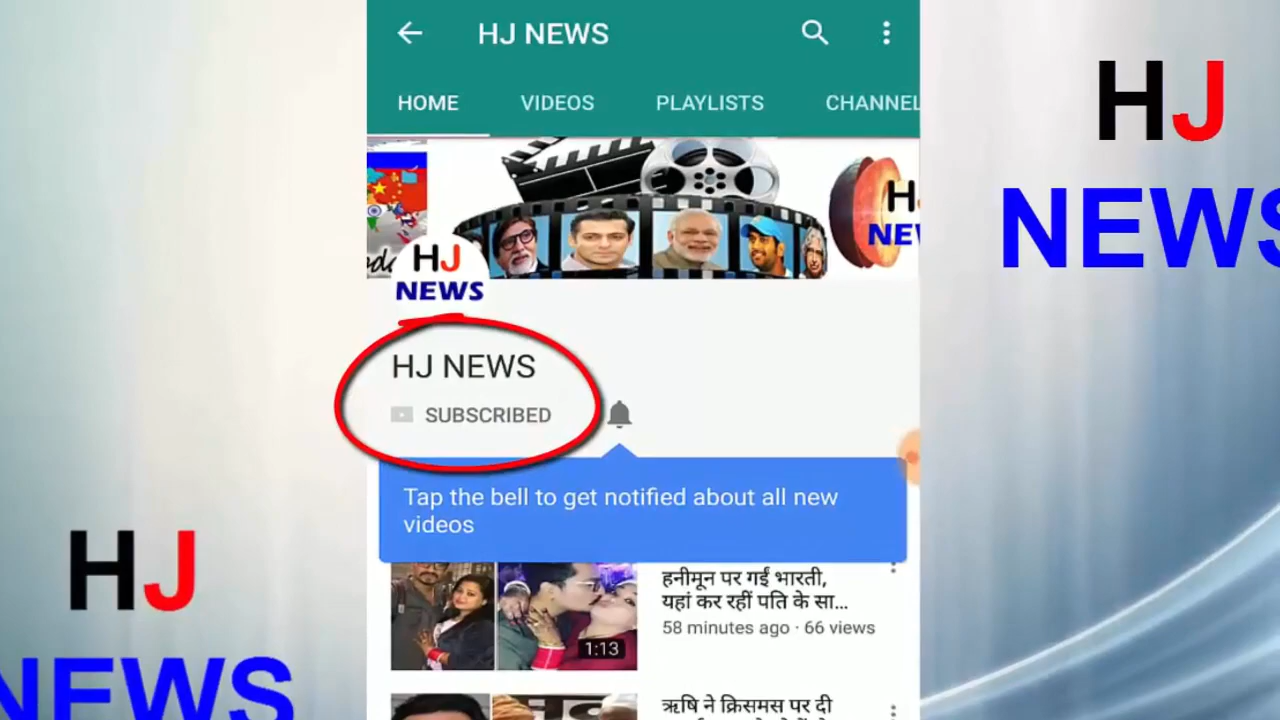 HJ NEWS
HOME VIDEOS PLAYLISTS CHANNEL
HJ
NEWS
HJ
NEWS
HJ NEWS
SUBSCRIBED
Tap the bell to get notified about all new
videos
हनीमून पर गईं भारती,
यहां कर रहीं पति के सा...
58 minutes ago · 66 views
1:13
ऋषि ने क्रिसमस पर दी
HJ
NEWS